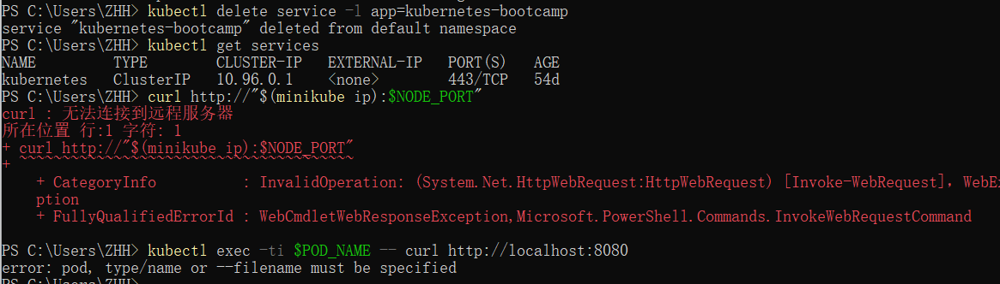 PS C:\Users\ZHH> kubectl delete service -l app=kubernetes-bootcamp
service "kubernetes-bootcamp" deleted from default namespace
PS C:\Users\ZHH> kubectl get services
NAME         TYPE        CLUSTER-IP   EXTERNAL-IP   PORT(S)   AGE
kubernetes   ClusterIP   10.96.0.1    <none>        443/TCP   54d
PS C:\Users\ZHH> curl http://"$(minikube ip):$NODE_PORT"
curl : 无法连接到远程服务器
所在位置 行:1 字符: 1
+ curl http://"$(minikube ip):$NODE_PORT"
+ ~~~~~~~~~~~~~~~~~~~~~~~~~~~~~~~~~~~~~~~
    + CategoryInfo          : InvalidOperation: (System.Net.HttpWebRequest:HttpWebRequest) [Invoke-WebRequest]，WebEx
   ption
    + FullyQualifiedErrorId : WebCmdletWebResponseException,Microsoft.PowerShell.Commands.InvokeWebRequestCommand
PS C:\Users\ZHH> kubectl exec -ti $POD_NAME -- curl http://localhost:8080
error: pod, type/name or --filename must be specified
PS C:\Users\ZHH>